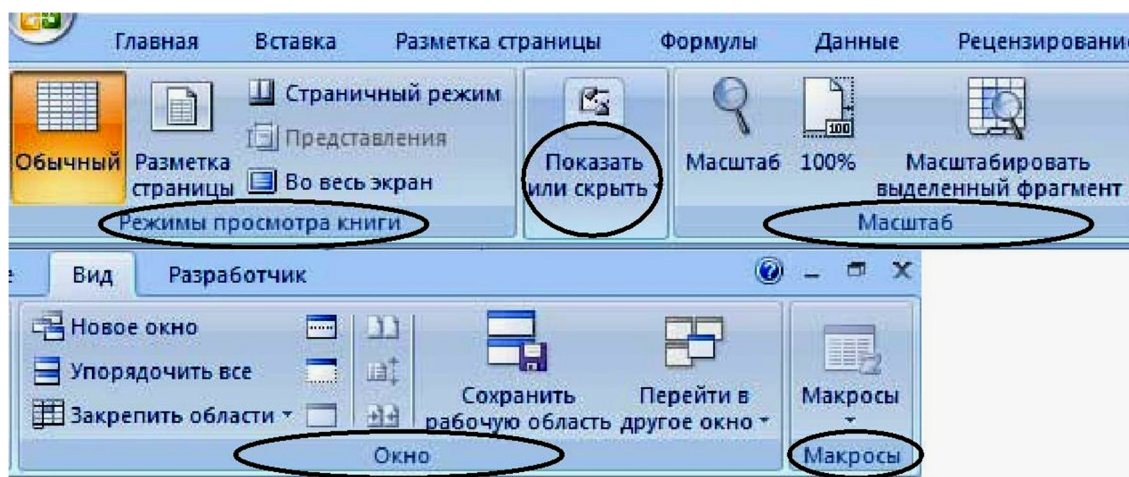 Главная Вставка Разметка страницы Формулы Данные Рецензировани
Обычный
Разметка
страницы
Страничный режим
Представления
Во весь экран
Режимы просмотра книги
Показать
или скрыть
Масштаб
100
100%
Масштабировать
выделенный фрагмент
Масштаб
Вид Разработчик
Новое окно
Упорядочить все
Закрепить области
Сохранить
рабочую область
Перейти в
другое окно
Окно
Макросы
Макросы